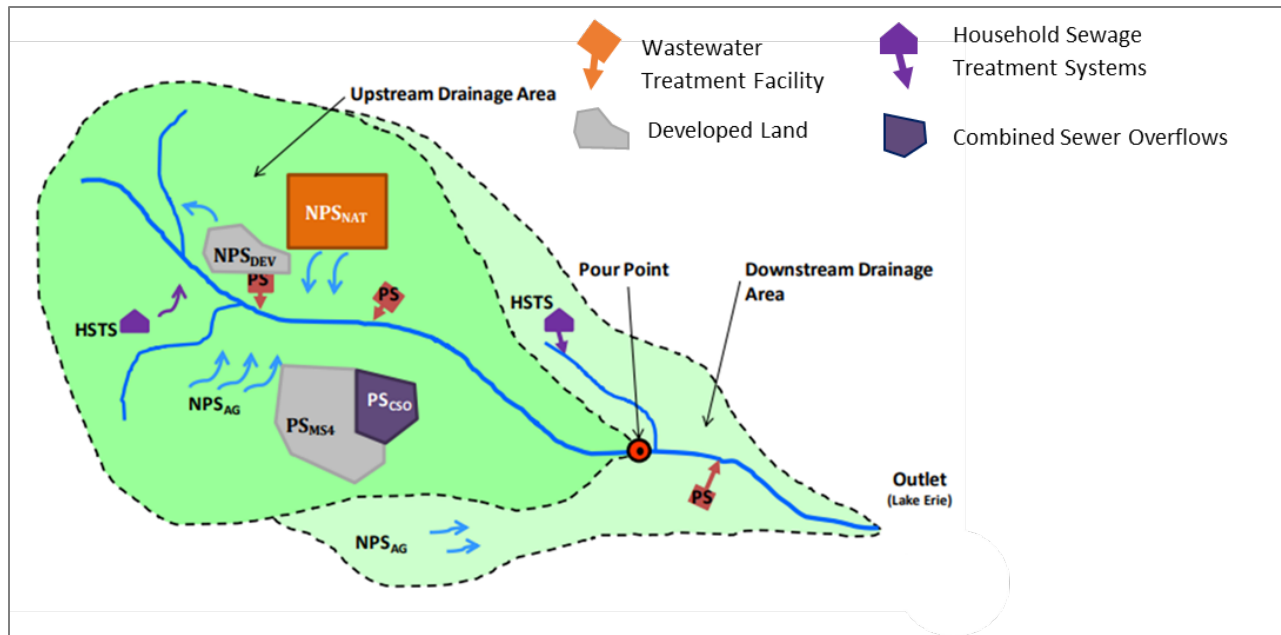 Wastewater
Treatment Facility
Household Sewage
Treatment Systems
Developed Land
Combined Sewer Overflows
Upstream Drainage Area
NPSNAT
NPSDEV
PS
PS
HSTS
NPSAG
PSMS4
PSCSO
Pour Point
Downstream Drainage
Area
HSTS
PS
Outlet
(Lake Erie)
NPSAG